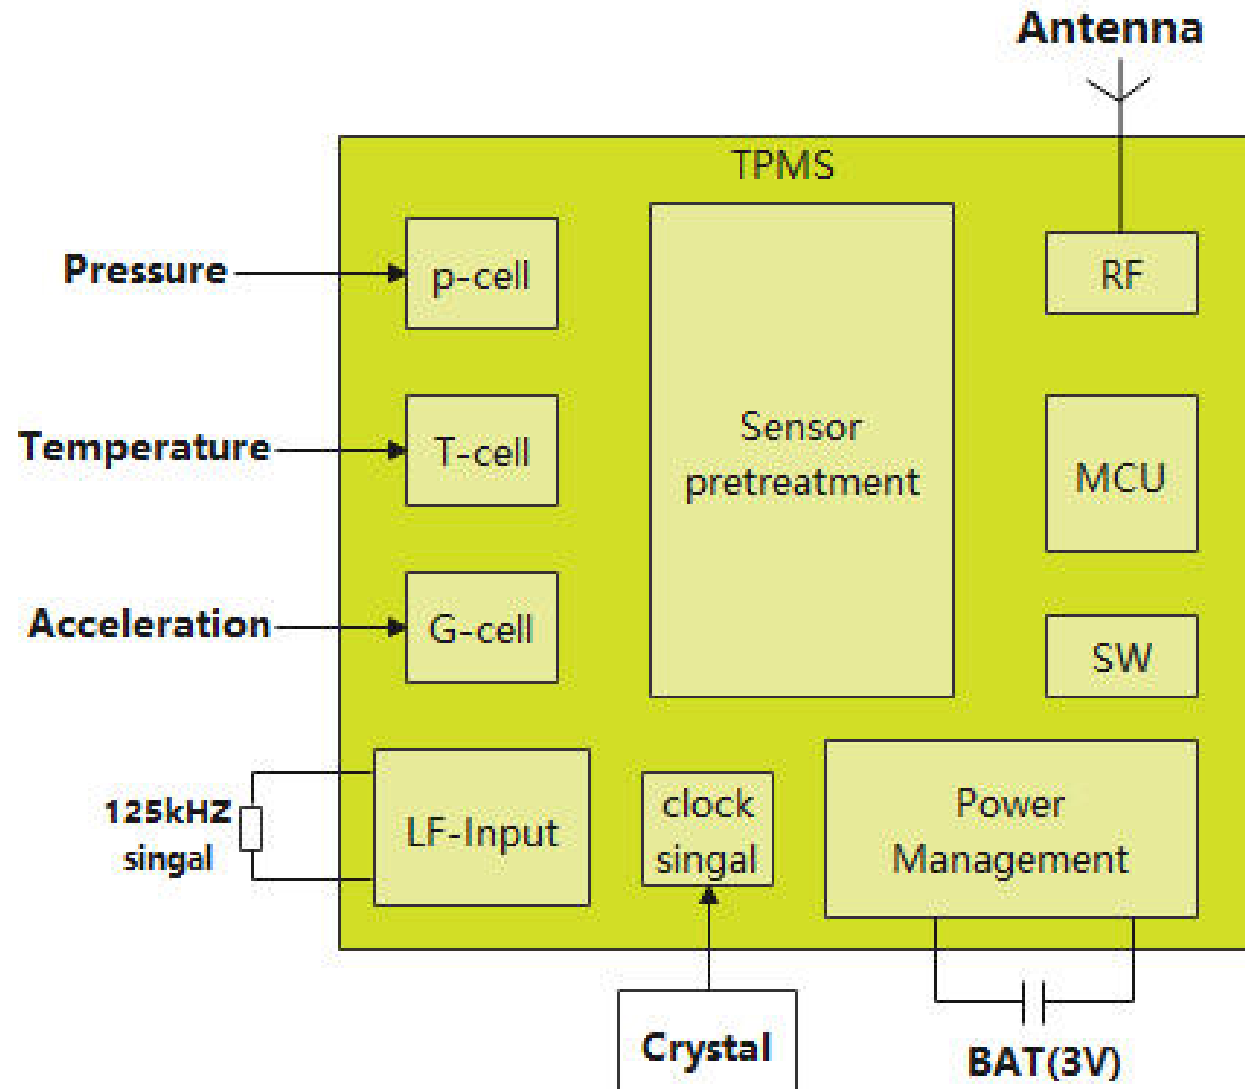 Antenna
TPMS
Pressure
p-cell
RF
Temperature
T-cell
Sensor
pretreatment
MCU
Acceleration
G-cell
SW
125kHZ
singal
LF-Input
clock
singal
Power
Management
Crystal
BAT(3V)